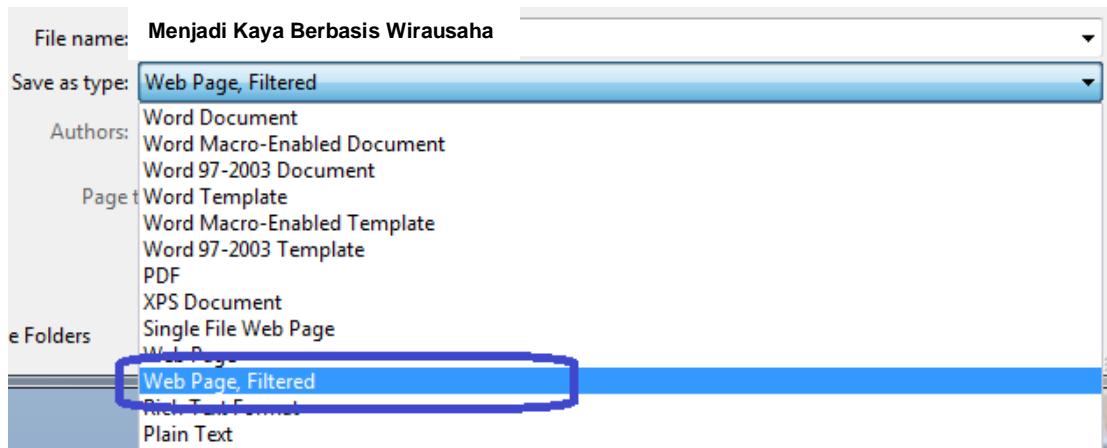 File name: Menjadi Kaya Berbasis Wirausaha
Save as type: Web Page, Filtered
Word Document
Authors:
Word Macro-Enabled Document
Word 97-2003 Document
Page t Word Template
Word Macro-Enabled Template
Word 97-2003 Template
PDF
XPS Document
e Folders Single File Web Page
Web Page
Web Page, Filtered
Rich Text Format
Plain Text